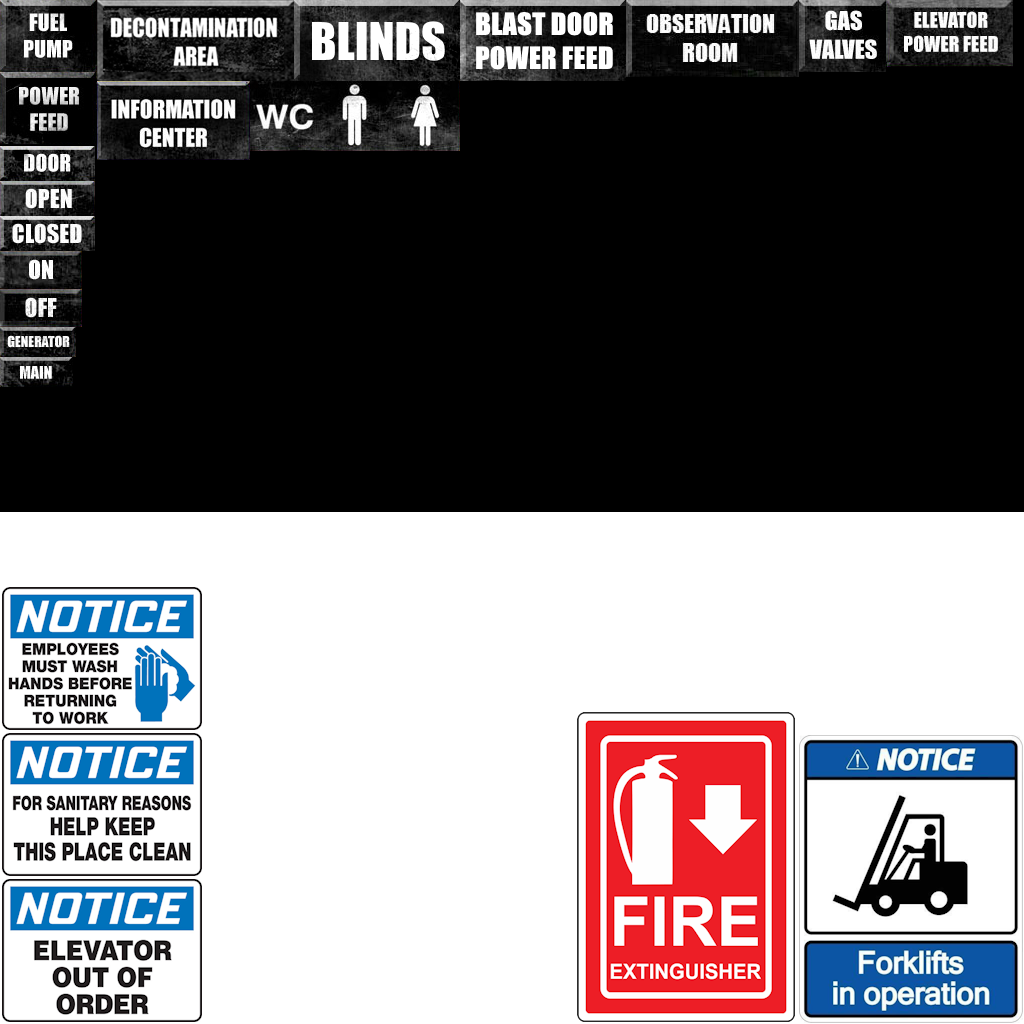 FUEL
PUMP
DECONTAMINATION
AREA
BLINDS
BLAST DOOR
POWER FEED
OBSERVATION
ROOM
GAS
VALVES
ELEVATOR
POWER FEED
POWER
FEED
INFORMATION
CENTER
WC
DOOR
OPEN
CLOSED
ON
OFF
GENERATOR
MAIN
NOTICE
EMPLOYEES
MUST WASH
HANDS BEFORE
RETURNING
TO WORK
NOTICE
FOR SANITARY REASONS
HELP KEEP
THIS PLACE CLEAN
NOTICE
ELEVATOR
OUT OF
ORDER
FIRE
EXTINGUISHER
NOTICE
Forklifts
in operation